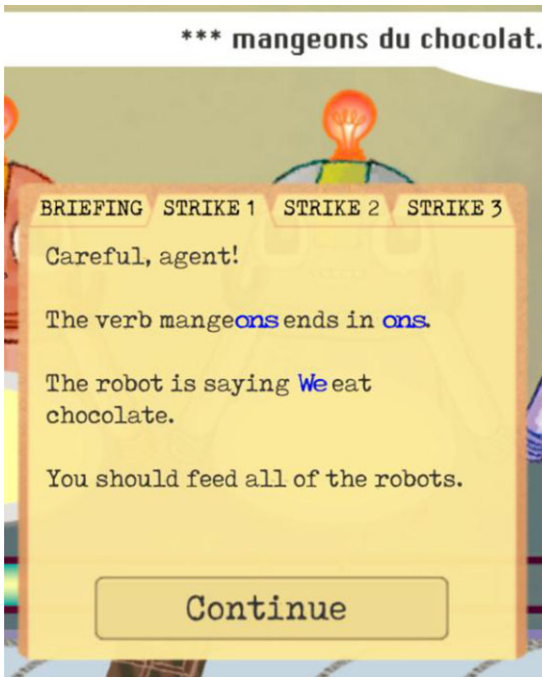 *** mangeons du chocolat.
BRIEFING STRIKE 1 STRIKE 2 STRIKE 3
Careful, agent!
The verb mangeons ends in ons.
The robot is saying We eat
chocolate.
You should feed all of the robots.
Continue